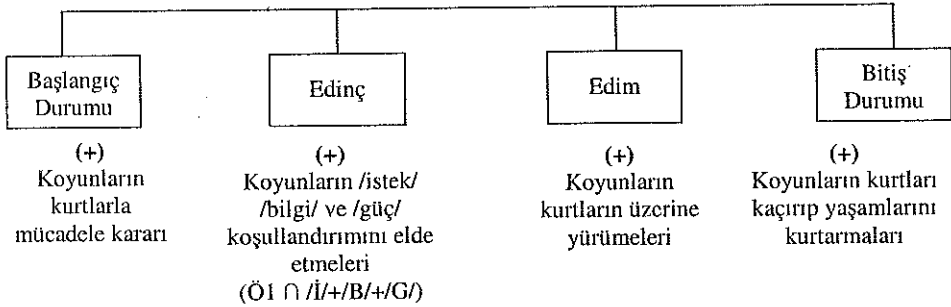 Başlangıç
Durumu
(+)
Koyunların
kurtlarla
mücadele kararı
Edinç
(+)
Koyunların /istek/
/bilgi/ ve /güç/
koşullandırımını elde
etmeleri
(Ö1 ∩ /İ/+/B/+/G/)
Edim
(+)
Koyunların
kurtların üzerine
yürümeleri
Bitiş
Durumu
(+)
Koyunların kurtları
kaçırıp yaşamlarını
kurtarmaları